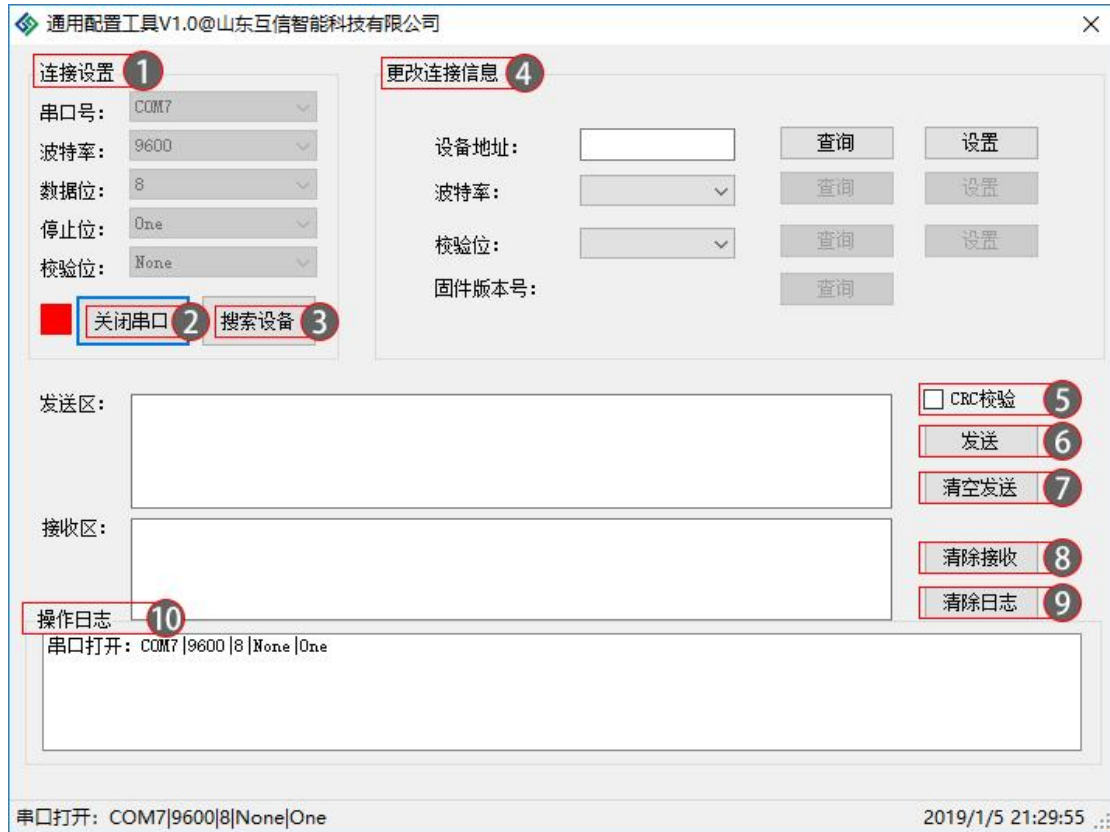 通用配置工具V1.0@山东互信智能科技有限公司
连接设置 1
串口号： COM7
波特率： 9600
数据位： 8
停止位： One
校验位： None
关闭串口 2 搜索设备 3
更改连接信息 4
设备地址： 查询 设置
波特率： 查询 设置
校验位： 查询 设置
固件版本号： 查询
发送区：
CRC校验 5
发送 6
清空发送 7
接收区：
清除接收 8
清除日志 9
操作日志 10
串口打开：COM7|9600|8|None|One
串口打开：COM7|9600|8|None|One 2019/1/5 21:29:55